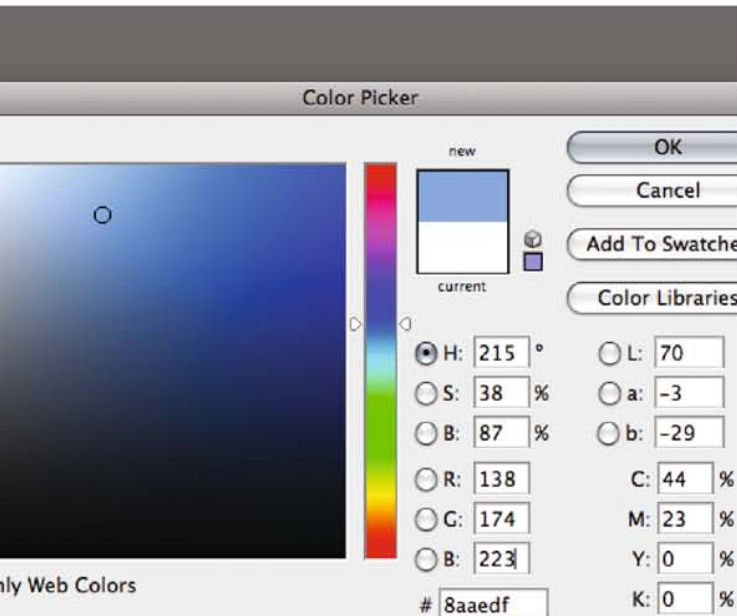 Color Picker
new
OK
Cancel
Add To Swatche
current
Color Libraries
H: 215 °
L: 70
S: 38 %
a: -3
B: 87 %
b: -29
R: 138
C: 44 %
G: 174
M: 23 %
B: 223
Y: 0 %
nly Web Colors
# 8aaedf
K: 0 %